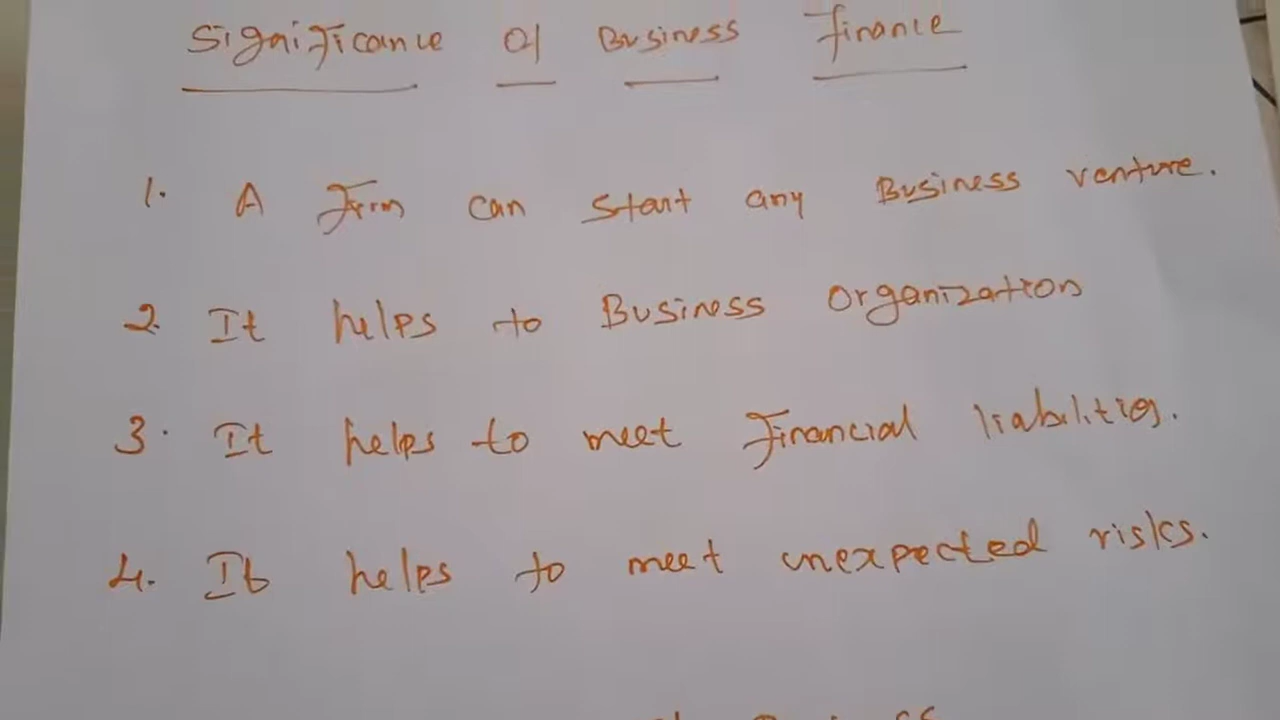 Significance of Business Finance
1. A Firm can start any Business venture.
2. It helps to Business Organization
3. It helps to meet Financial liabilities.
4. It helps to meet unexpected risks.